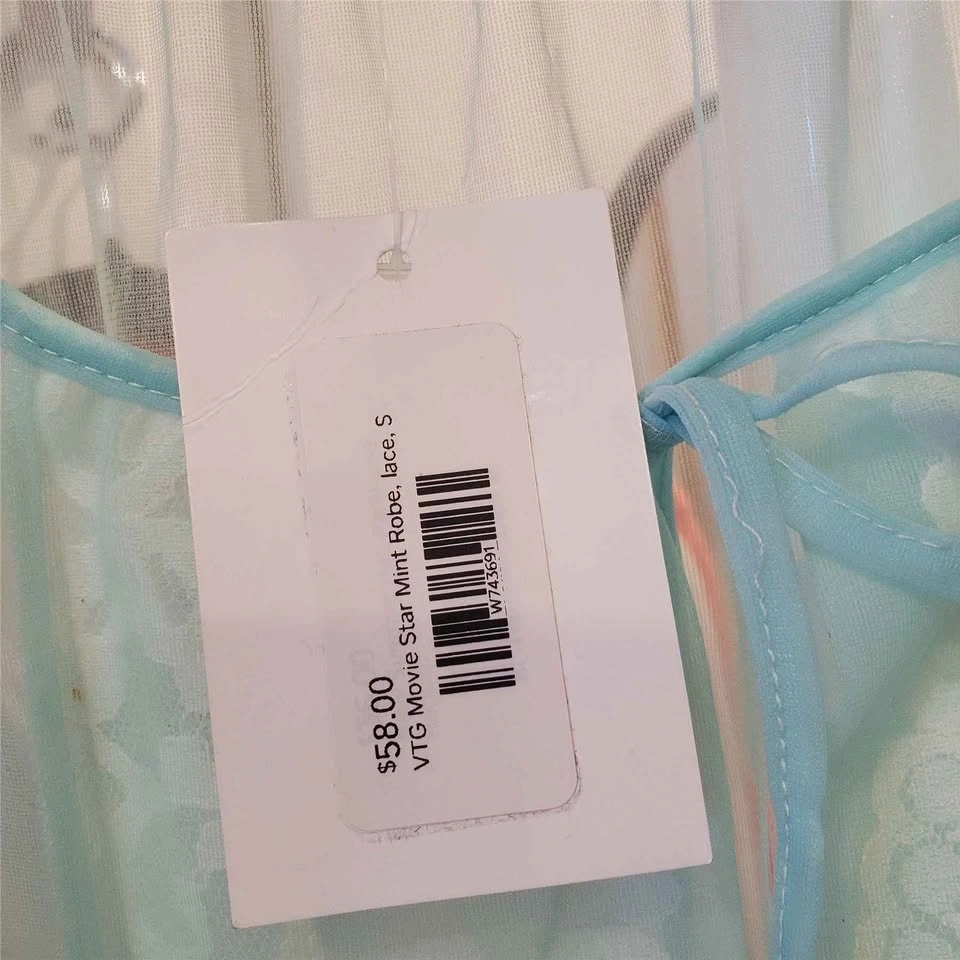 $58.00
VTG Movie Star Mint Robe, lace, S
W743691